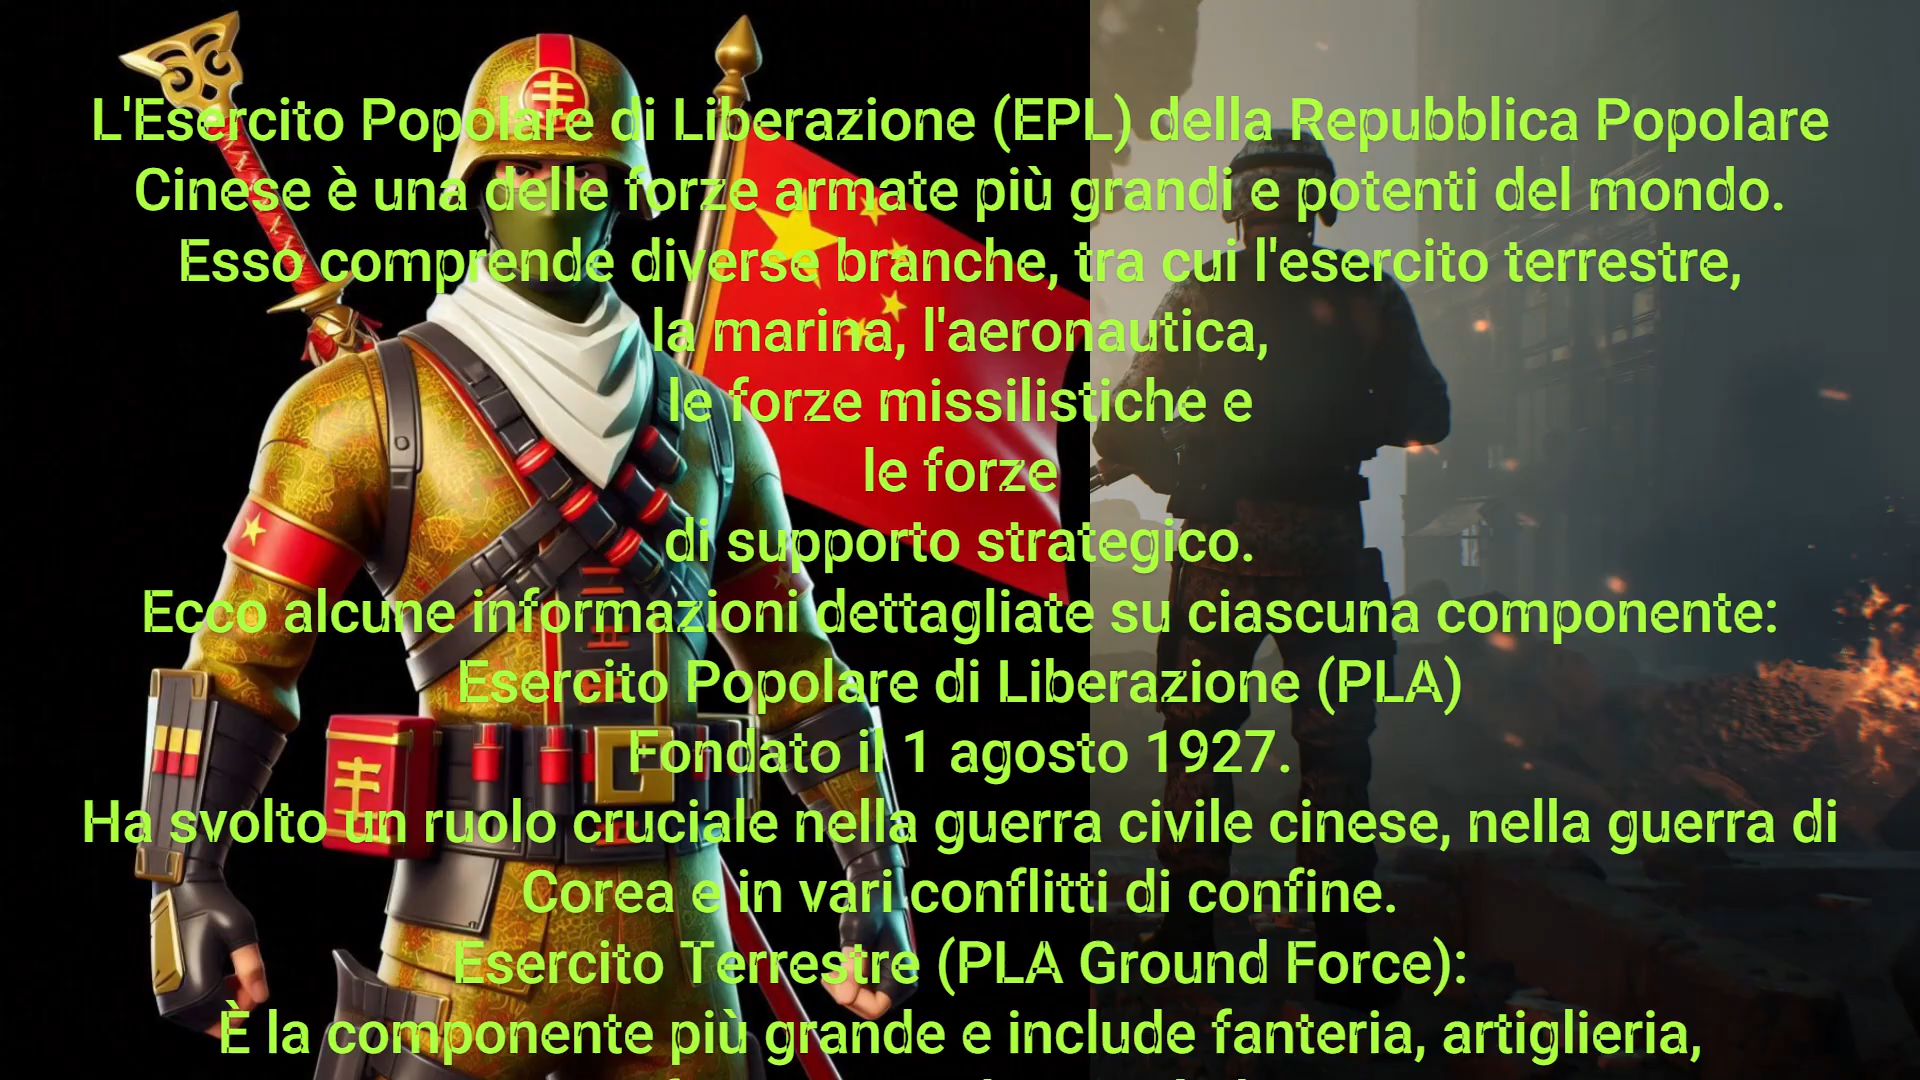 L'Esercito Popolare di Liberazione (EPL) della Repubblica Popolare
Cinese è una delle forze armate più grandi e potenti del mondo.
Esso comprende diverse branche, tra cui l'esercito terrestre,
la marina, l'aeronautica,
le forze missilistiche e
le forze
di supporto strategico.
Ecco alcune informazioni dettagliate su ciascuna componente:
Esercito Popolare di Liberazione (PLA)
Fondato il 1 agosto 1927.
Ha svolto un ruolo cruciale nella guerra civile cinese, nella guerra di
Corea e in vari conflitti di confine.
Esercito Terrestre (PLA Ground Force):
È la componente più grande e include fanteria, artiglieria,